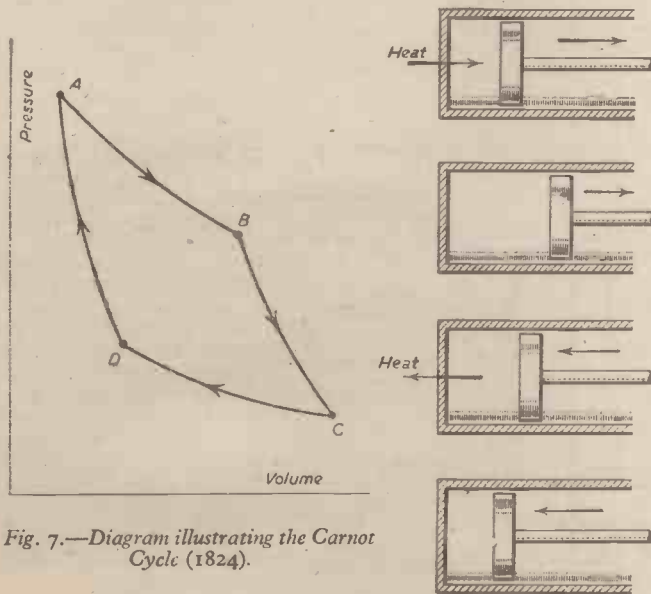 Pressure
A
B
D
C
Volume
Fig. 7.—Diagram illustrating the Carnot
Cycle (1824).
Heat
Heat